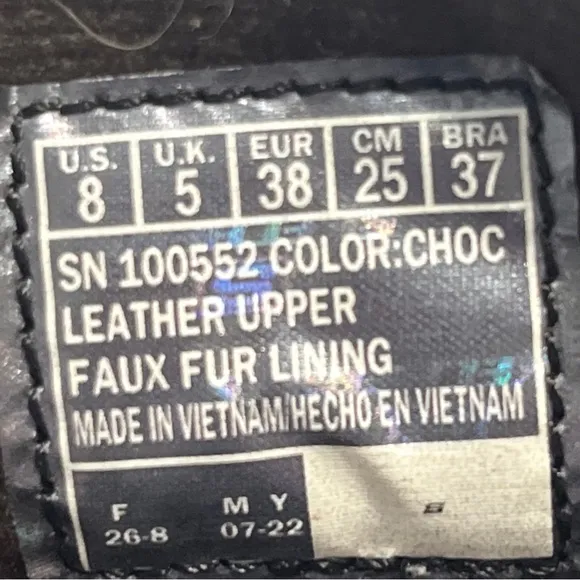 U.S. U.K. EUR CM BRA
8 5 38 25 37
SN 100552 COLOR:CHOC
LEATHER UPPER
FAUX FUR LINING
MADE IN VIETNAM/HECHO EN VIETNAM
F M Y
26-8 07-22